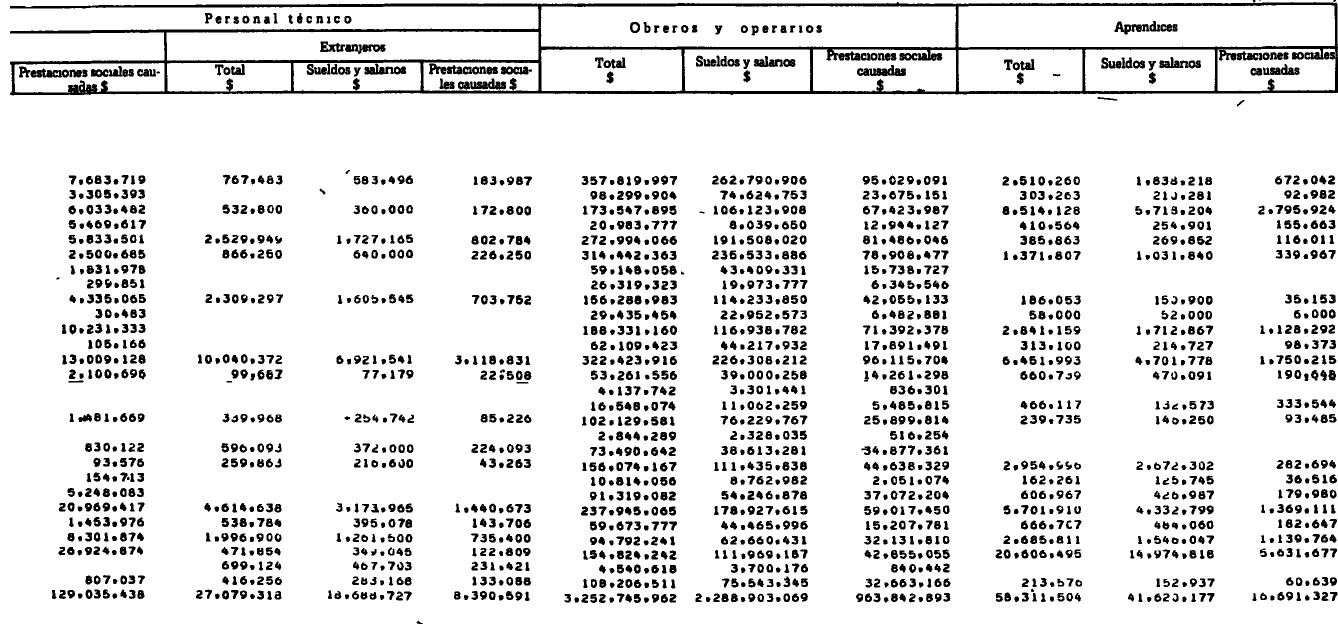 Personal técnico Obreros y operarios Aprendices
Extranjeros
Prestaciones sociales cau- sadas $ Total $ Sueldos y salarios $ Prestaciones socia- les causadas $ Total $ Sueldos y salarios $ Prestaciones sociales causadas $ Total $ Sueldos y salarios $ Prestaciones sociales causadas $
7.683.719 767.483 583.496 183.987 357.819.997 262.790.906 95.029.091 2.510.260 1.838.218 672.042
3.305.393 98.299.904 74.624.753 23.675.151 303.263 210.281 92.982
6.033.482 532.800 360.000 172.800 173.547.895 106.123.908 67.423.987 8.514.128 5.718.204 2.795.924
5.469.617 20.983.777 8.039.650 12.944.127 410.564 254.901 155.663
5.833.501 2.529.949 1.727.165 802.784 272.994.066 191.508.020 81.486.046 385.863 269.852 116.011
2.500.685 866.250 640.000 226.250 314.442.363 235.533.886 78.908.477 1.371.807 1.031.840 339.967
1.831.978 59.148.058 43.409.331 15.738.727
299.851 26.319.323 19.973.777 6.345.546
4.335.065 2.309.297 1.605.545 703.752 156.288.983 114.233.850 42.055.133 186.053 150.900 35.153
30.483 29.435.454 22.952.573 6.482.881 58.000 52.000 6.000
10.231.333 188.331.160 116.938.782 71.392.378 2.841.159 1.712.867 1.128.292
105.166 62.109.423 44.217.932 17.891.491 313.100 214.727 98.373
13.009.128 10.040.372 6.921.541 3.118.831 322.423.916 226.308.212 96.115.704 6.451.993 4.701.778 1.750.215
2.100.696 99.687 77.179 22.508 53.261.556 39.000.258 14.261.298 660.739 470.091 190.648
4.137.742 3.301.441 836.301
16.548.074 11.062.259 5.485.815 466.117 132.573 333.544
1.481.669 339.968 254.742 85.226 102.129.581 76.229.767 25.899.814 239.735 146.250 93.485
2.844.289 2.328.035 516.254
830.122 596.093 372.000 224.093 73.490.642 38.613.281 34.877.361
93.576 259.863 216.600 43.263 156.074.167 111.435.838 44.638.329 2.954.996 2.672.302 282.694
154.713 10.814.056 8.762.982 2.051.074 162.261 125.745 36.516
5.248.083 91.319.082 54.246.878 37.072.204 606.967 426.987 179.980
20.969.417 4.614.638 3.173.965 1.440.673 237.945.065 178.927.615 59.017.450 5.701.910 4.332.799 1.369.111
1.453.976 538.784 395.078 143.706 59.673.777 44.465.996 15.207.781 666.707 484.060 182.647
8.301.874 1.996.900 1.261.500 735.400 94.792.241 62.660.431 32.131.810 2.685.811 1.546.047 1.139.764
26.924.874 471.854 349.045 122.809 154.824.242 111.969.187 42.855.055 20.606.495 14.974.818 5.631.677
699.124 467.703 231.421 4.540.618 3.700.176 840.442
807.037 416.256 283.168 133.088 108.206.511 75.543.345 32.663.166 213.576 152.937 60.639
129.035.438 27.079.318 18.688.727 8.390.591 3.252.745.962 2.288.903.069 963.842.893 58.311.504 41.620.177 16.691.327